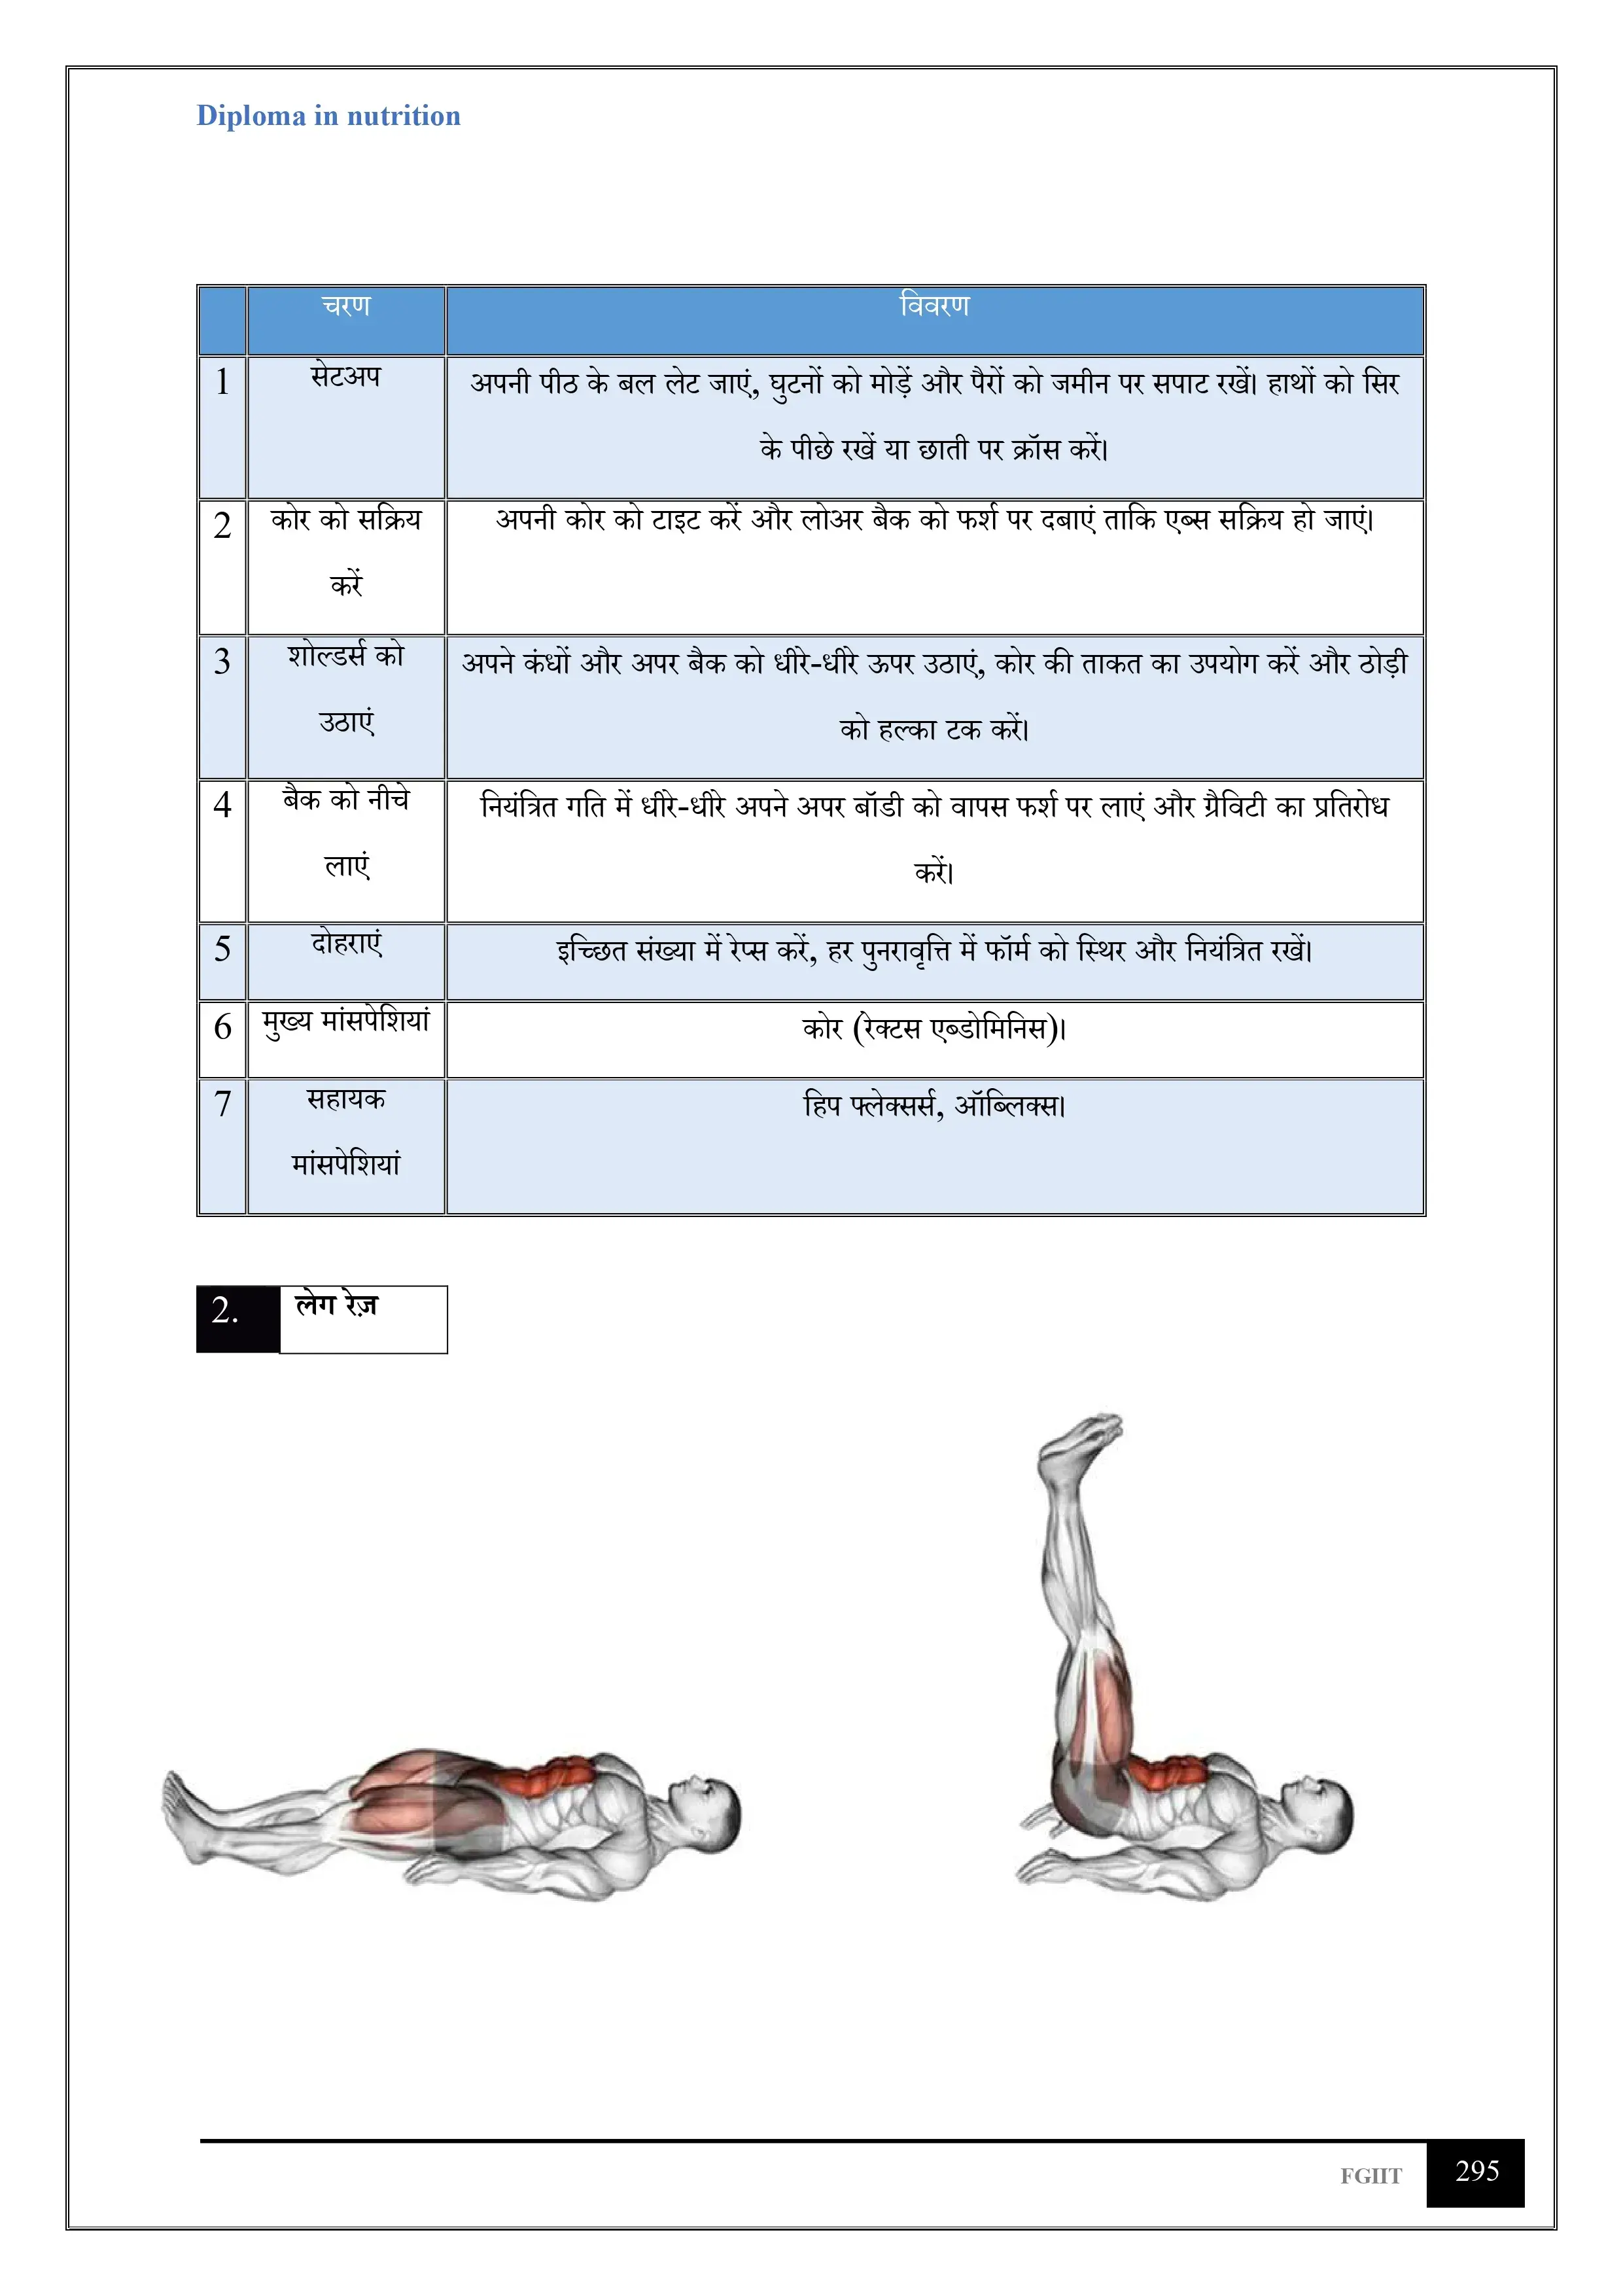 Diploma in nutrition
चरण विवरण
1 सेटअप अपनी पीठ के बल लेट जाएं, घुटनों को मोड़ें और पैरों को जमीन पर सपाट रखें। हाथों को सिर
के पीछे रखें या छाती पर क्रॉस करें।
2 कोर को सक्रिय अपनी कोर को टाइट करें और लोअर बैक को फर्श पर दबाएं ताकि एब्स सक्रिय हो जाएं।
करें
3 शोल्डर्स को अपने कंधों और अपर बैक को धीरे-धीरे ऊपर उठाएं, कोर की ताकत का उपयोग करें और ठोड़ी
उठाएं को हल्का टक करें।
4 बैक को नीचे नियंत्रित गति में धीरे-धीरे अपने अपर बॉडी को वापस फर्श पर लाएं और ग्रैविटी का प्रतिरोध
लाएं करें।
5 दोहराएं इच्छित संख्या में रेप्स करें, हर पुनरावृत्ति में फॉर्म को स्थिर और नियंत्रित रखें।
6 मुख्य मांसपेशियां कोर (रेक्टस एब्डोमिनिस)।
7 सहायक हिप फ्लेक्सर्स, ऑब्लिक्स।
मांसपेशियां
2. लेग रेज़
FGIIT 295